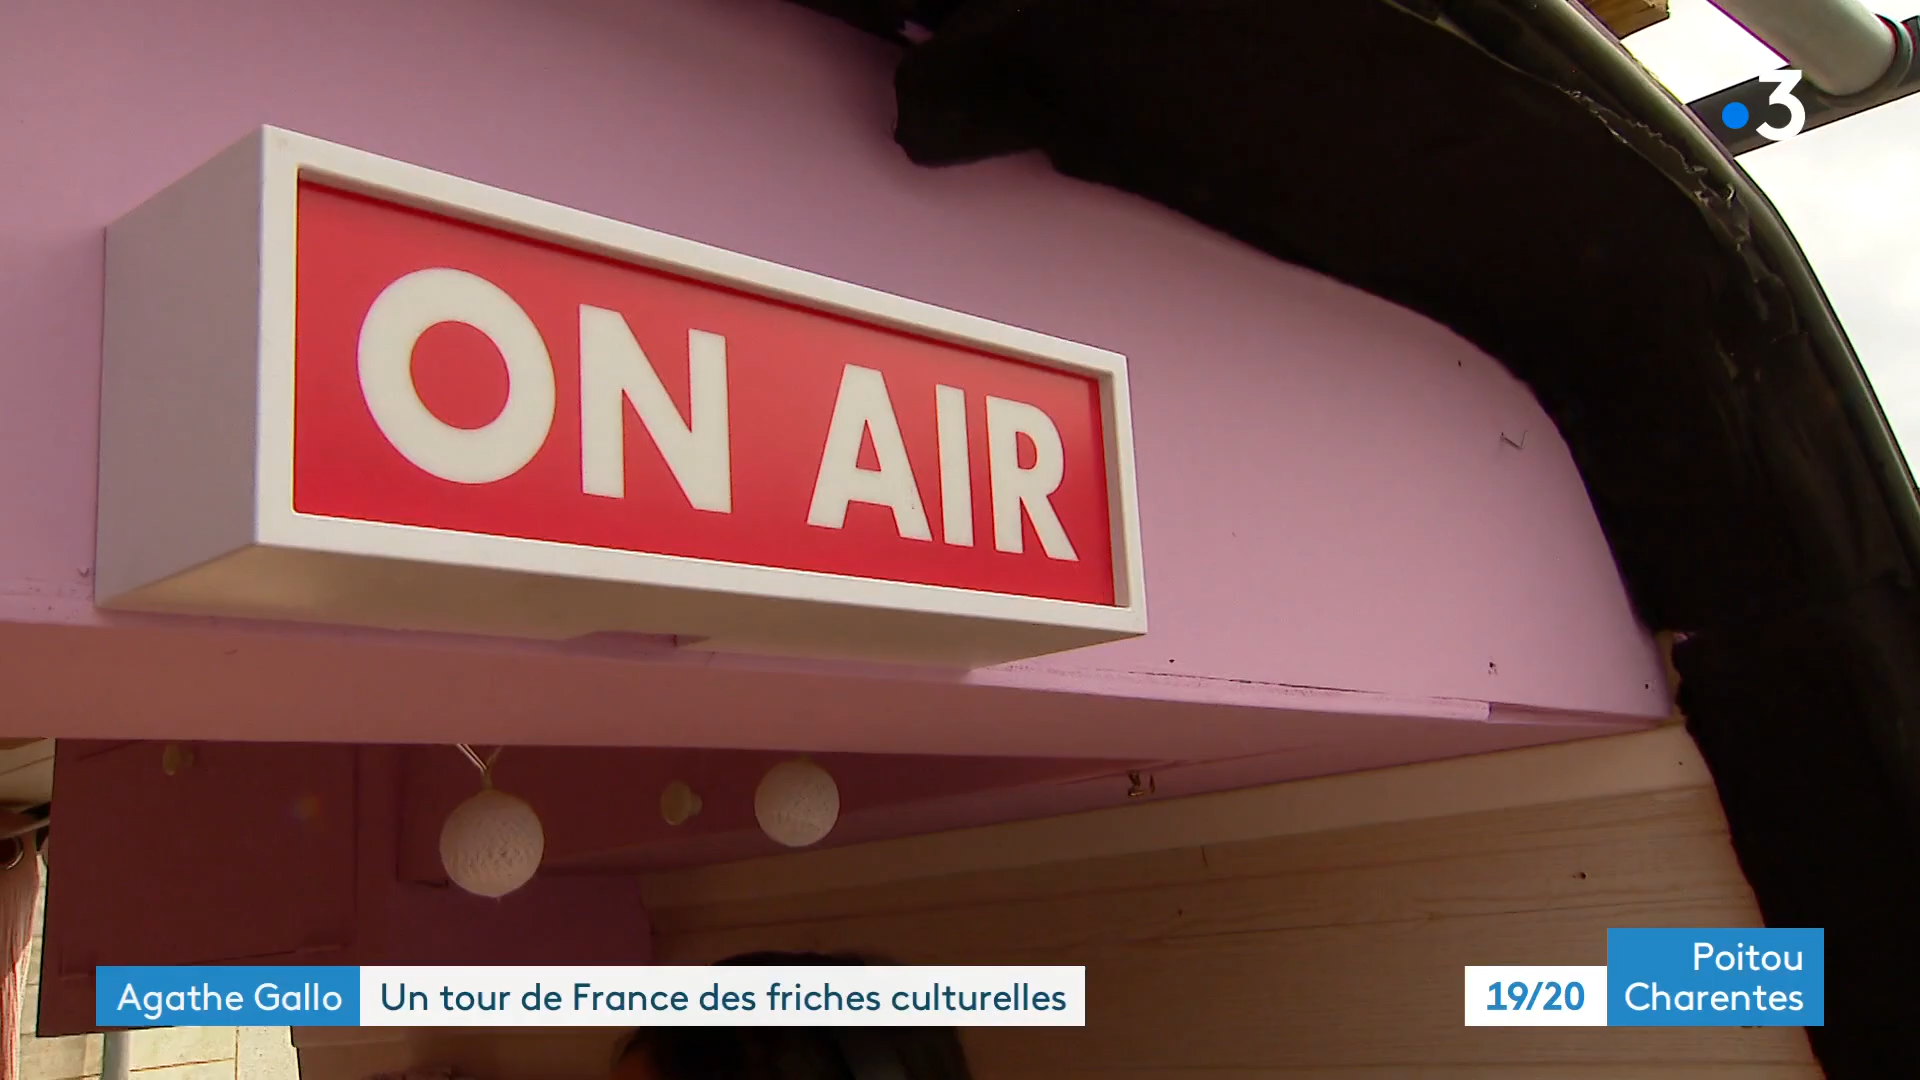 3
ON AIR
Agathe Gallo Un tour de France des friches culturelles
19/20 Poitou
Charentes